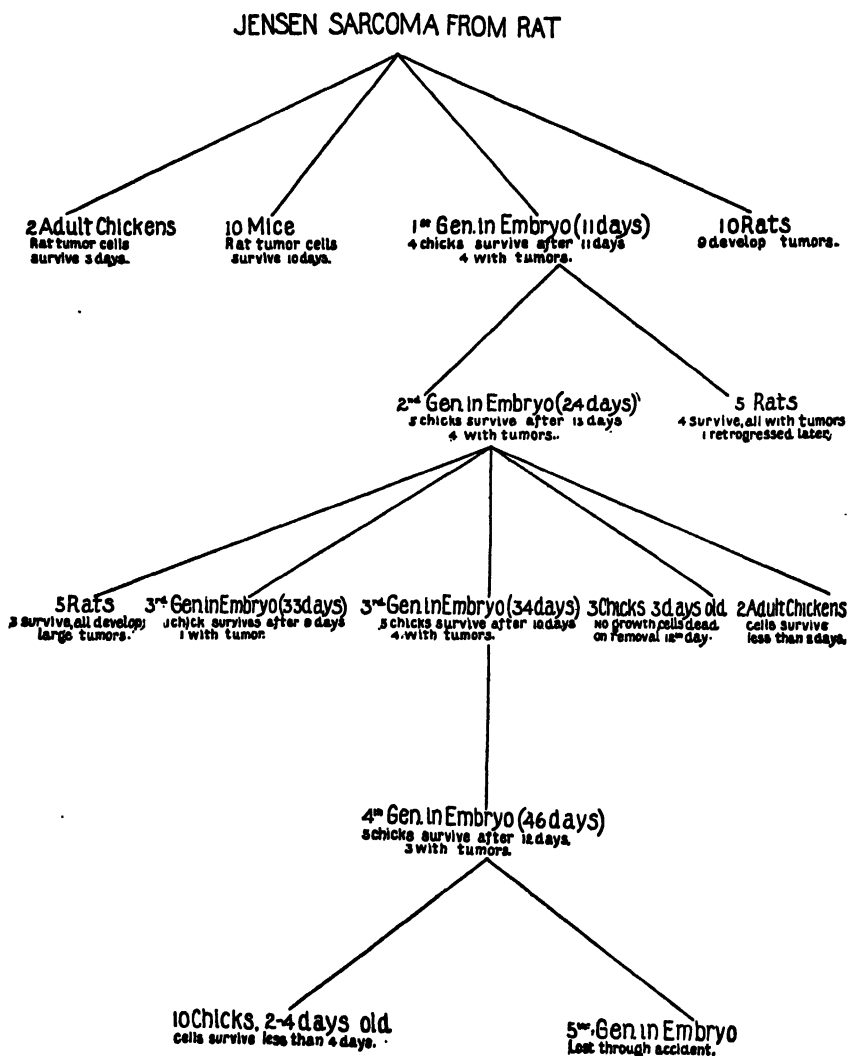 JENSEN SARCOMA FROM RAT
2 Adult Chickens
Rat tumor cells
survive 3 days.
10 Mice
Rat tumor cells
survive 10 days.
1st Gen. in Embryo (11 days)
4 chicks survive after 11 days
4 with tumors.
10 Rats
9 develop tumors.
2nd Gen. in Embryo (24 days)
5 chicks survive after 13 days
4 with tumors..
5 Rats
4 survive, all with tumors
1 retrogressed later,
5 Rats
3 survive, all develop,
large tumors.
3rd Gen in Embryo (33 days)
1 chick survives after 9 days
1 with tumor.
3rd Gen in Embryo (34 days)
5 chicks survive after 10 days
4 with tumors.
3 Chicks 3 days old
No growth, cells dead
on removal 12th day.
2 Adult Chickens
cells survive
less than days,
4th Gen. in Embryo (46 days)
chicks survive after 12 days,
3 with tumors.
10 Chicks, 2-4 days old
Cells survive less than 4 days.
5th, Gen. in Embryo
Lost through accident.